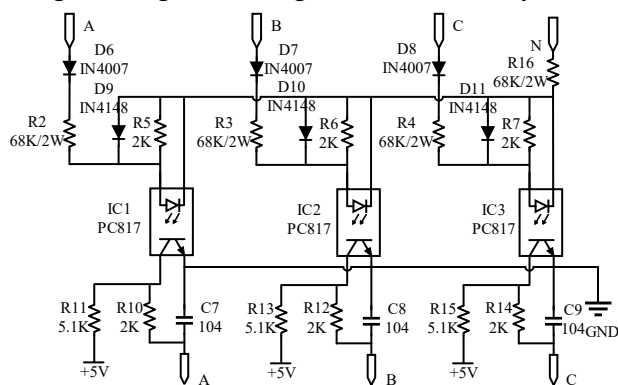 A
B
C
N
D6
IN4007
D7
IN4007
D8
IN4007
R16
68K/2W
D9
IN4148
D10
IN4148
D11
IN4148
R2
68K/2W
R5
2K
R3
68K/2W
R6
2K
R4
68K/2W
R7
2K
IC1
PC817
IC2
PC817
IC3
PC817
R11
5.1K
R10
2K
C7
104
R13
5.1K
R12
2K
C8
104
R15
5.1K
R14
2K
C9
104
GND
+5V
A
+5V
B
+5V
C